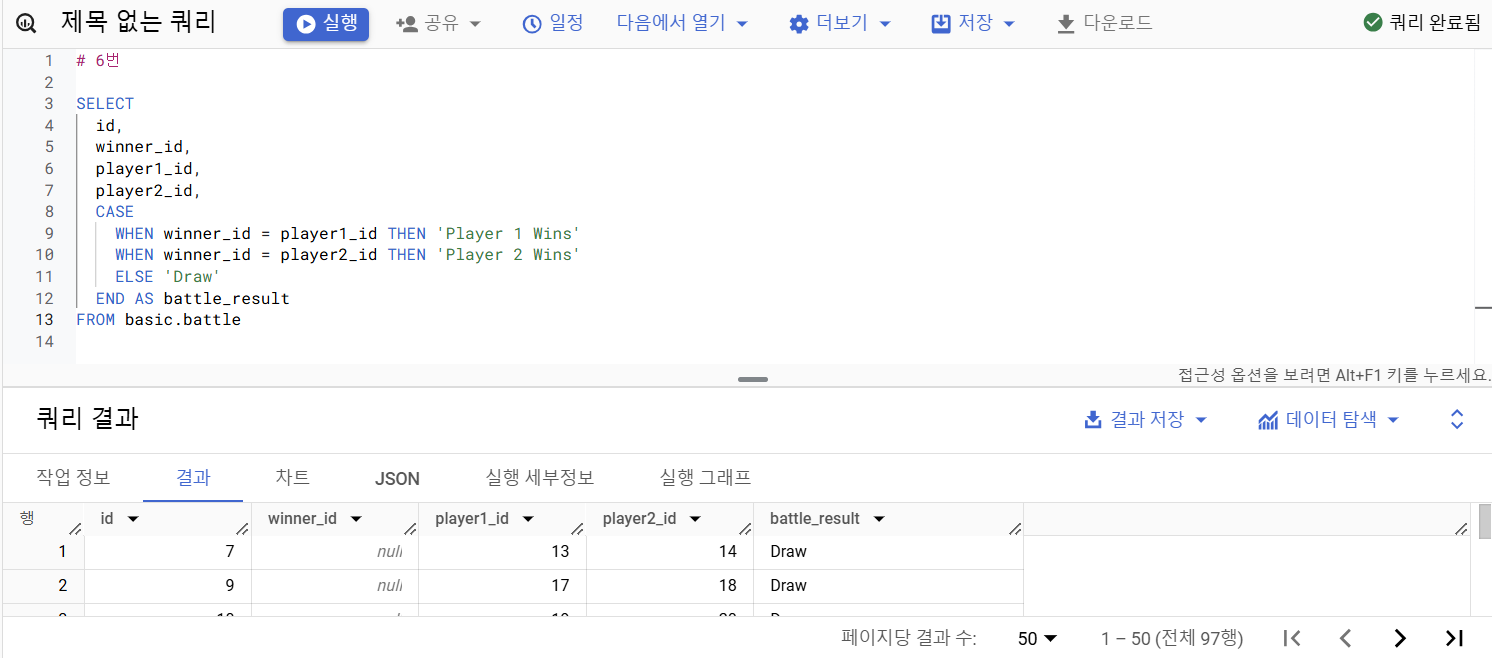 제목 없는 쿼리 실행 공유 일정 다음에서 열기 더보기 저장 다운로드 쿼리 완료됨
1 # 6번
2
3 SELECT
4 id,
5 winner_id,
6 player1_id,
7 player2_id,
8 CASE
9 WHEN winner_id = player1_id THEN 'Player 1 Wins'
10 WHEN winner_id = player2_id THEN 'Player 2 Wins'
11 ELSE 'Draw'
12 END AS battle_result
13 FROM basic.battle
14
접근성 옵션을 보려면 Alt+F1 키를 누르세요.
쿼리 결과 결과 저장 데이터 탐색
작업 정보 결과 차트 JSON 실행 세부정보 실행 그래프
행 id winner_id player1_id player2_id battle_result
1 7 null 13 14 Draw
2 9 null 17 18 Draw
페이지당 결과 수: 50 1 – 50 (전체 97행)